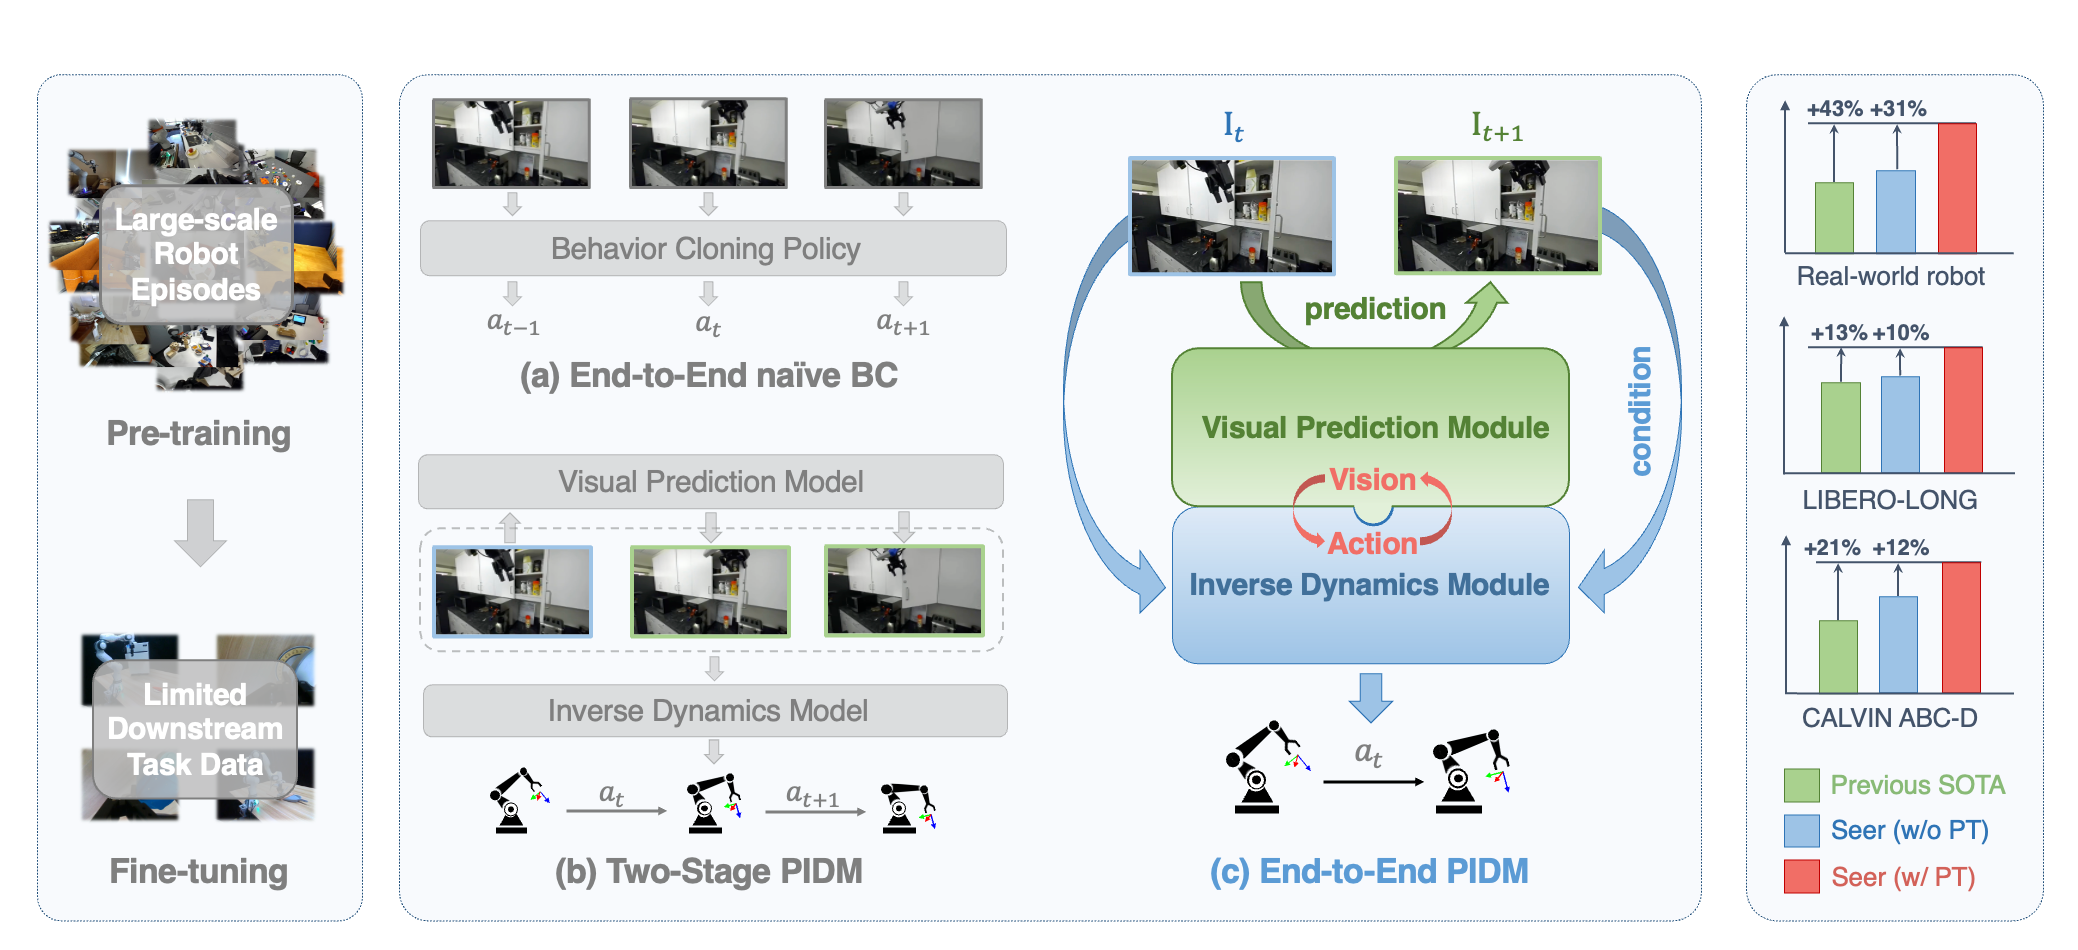 Large-scale
Robot
Episodes
Pre-training
Limited
Downstream
Task Data
Fine-tuning
Behavior Cloning Policy
a_{t−1}
a_t
a_{t+1}
(a) End-to-End naïve BC
Visual Prediction Model
Inverse Dynamics Model
a_t
a_{t+1}
(b) Two-Stage PIDM
I_t
I_{t+1}
prediction
condition
Visual Prediction Module
Vision
Action
Inverse Dynamics Module
a_t
(c) End-to-End PIDM
+43% +31%
Real-world robot
+13% +10%
LIBERO-LONG
+21% +12%
CALVIN ABC-D
Previous SOTA
Seer (w/o PT)
Seer (w/ PT)